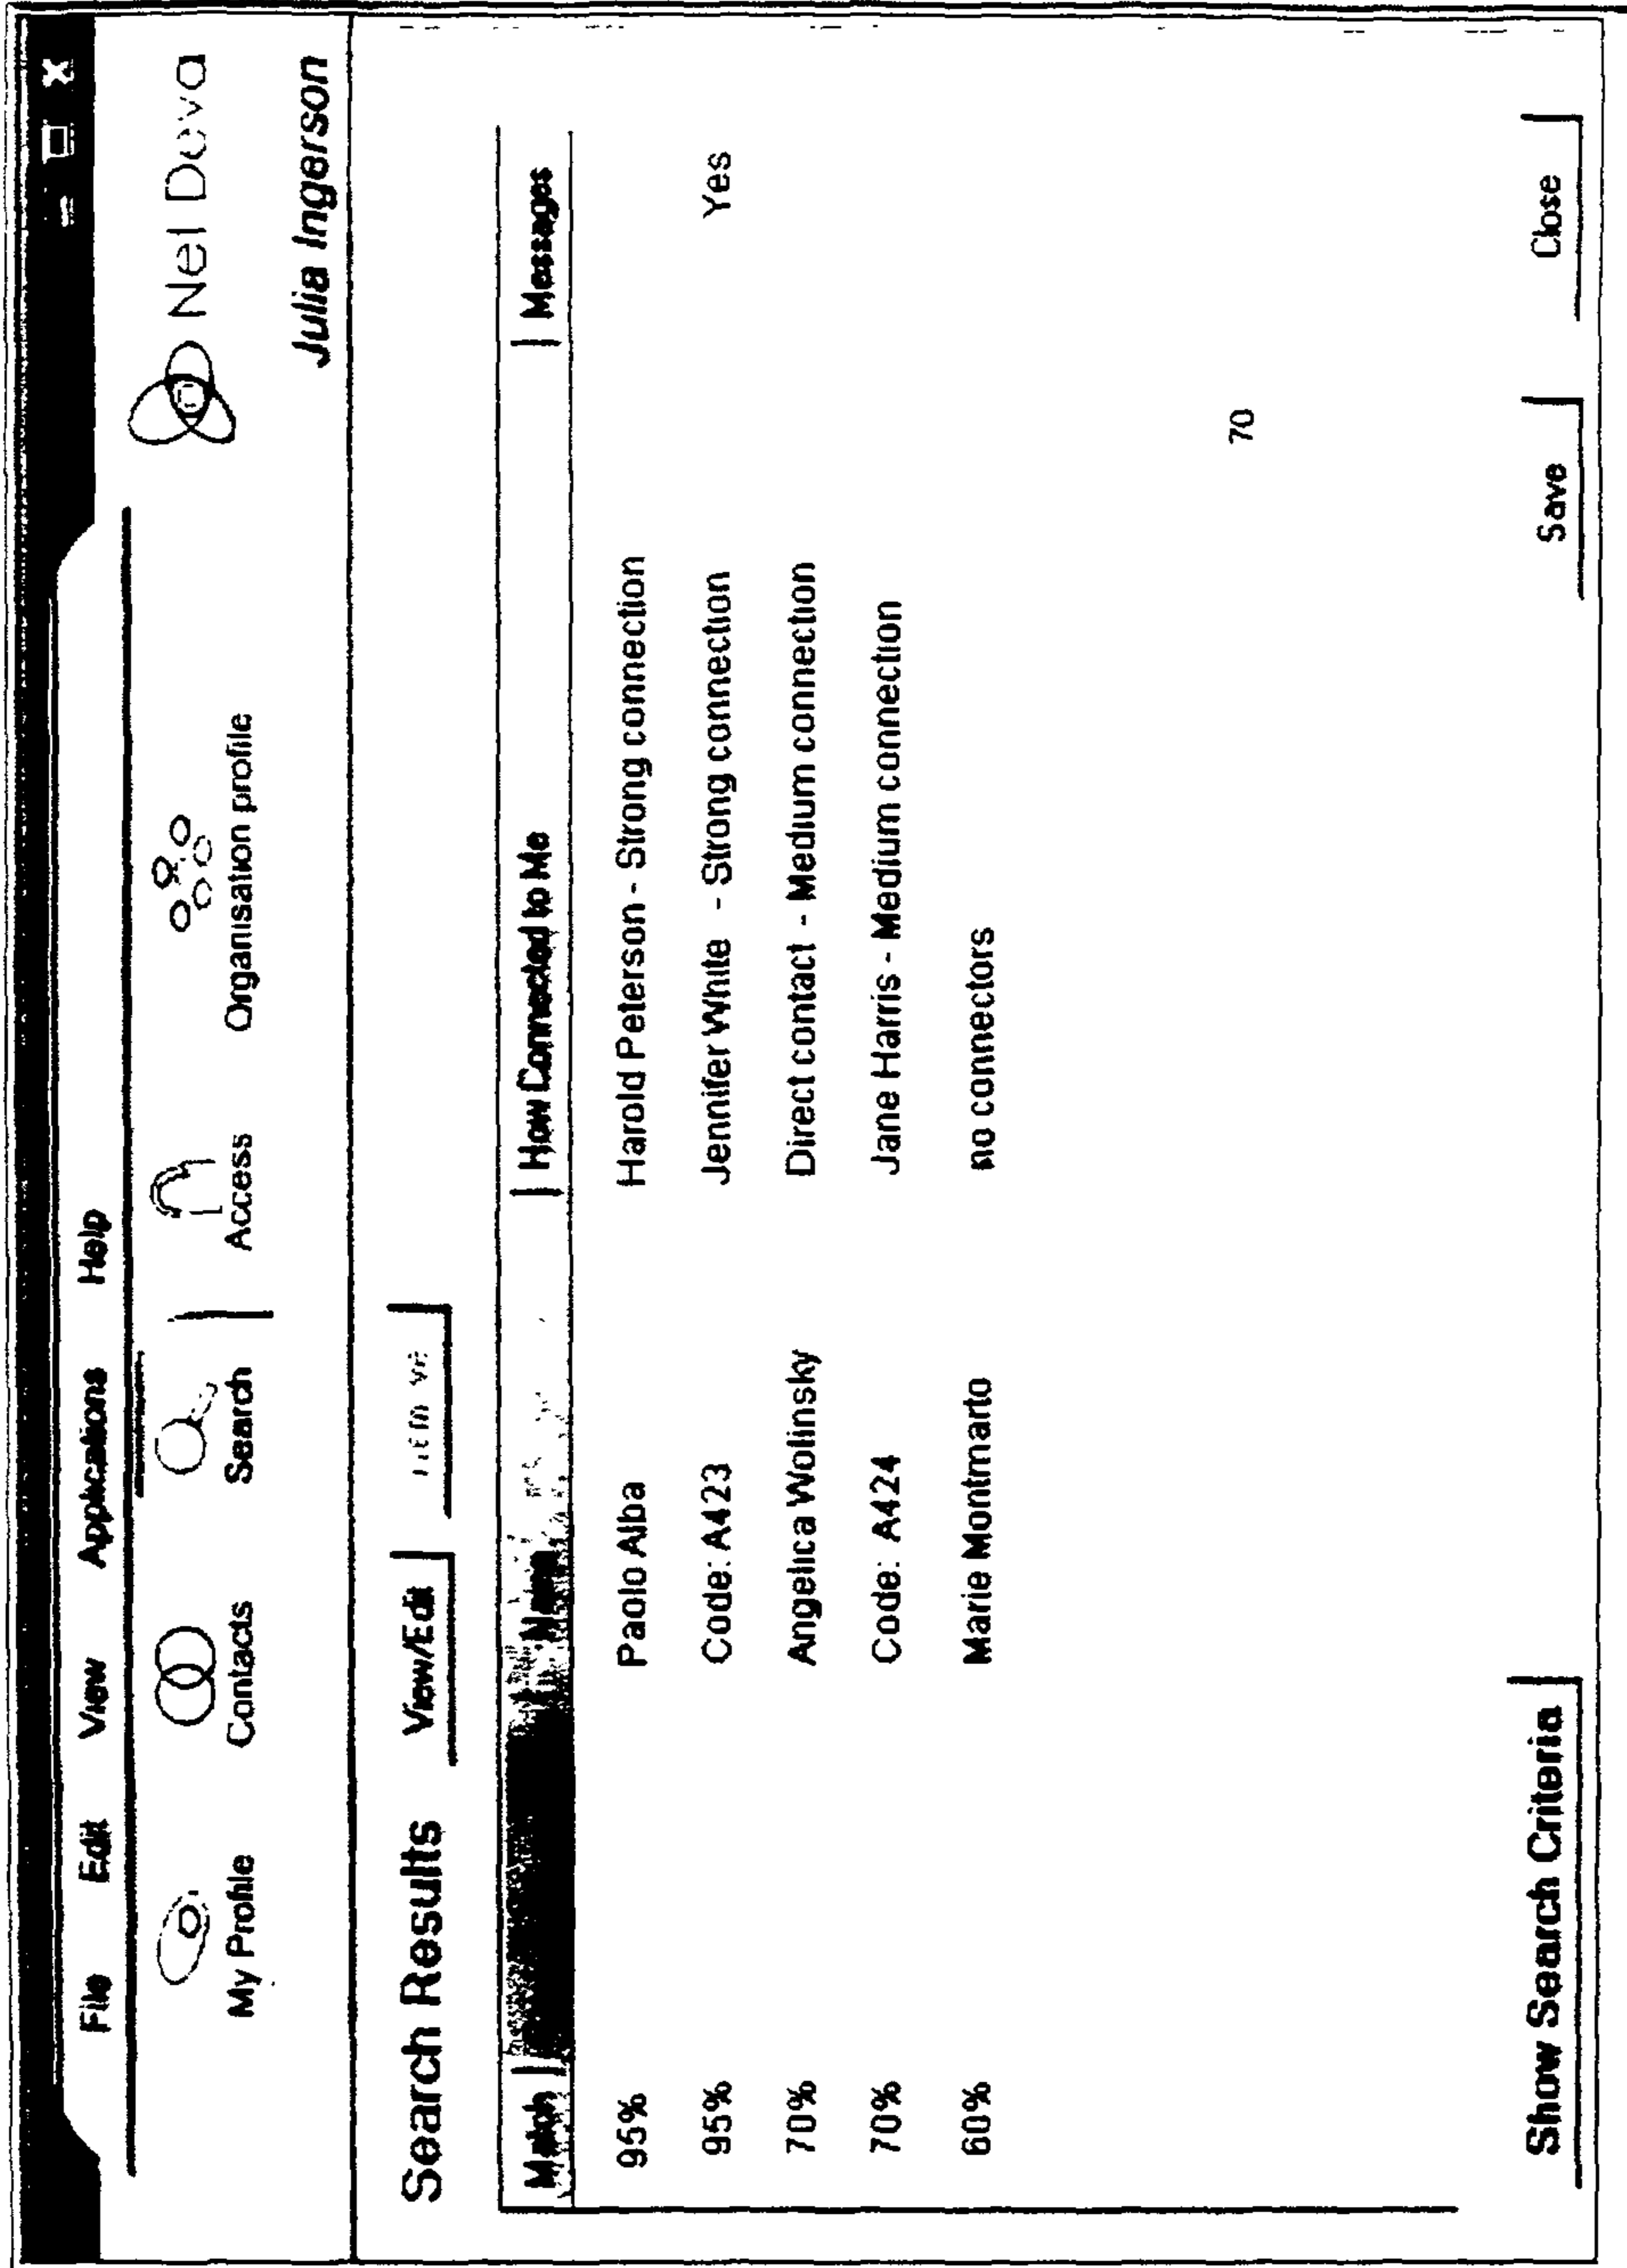 File Edit View Applications Help
My Profile Contacts Search Access Organisation profile Nel Deva
Julia Ingerson
Search Results View/Edit
Match Name How Connected to Me Messages
95% Paolo Alba Harold Peterson - Strong connection
95% Code: A423 Jennifer White - Strong connection Yes
70% Angelica Wolinsky Direct contact - Medium connection
70% Code: A424 Jane Harris - Medium connection
60% Marie Montmarto no connectors
70
Show Search Criteria Save Close